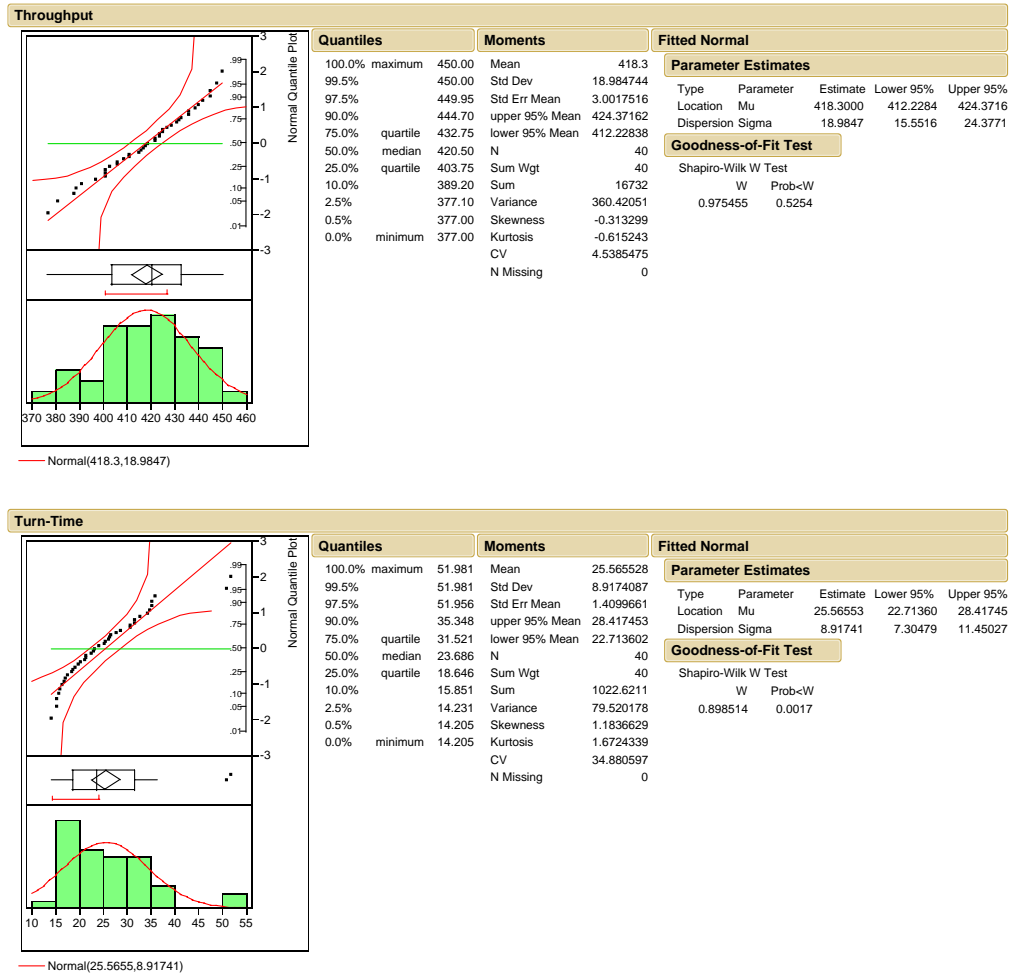 Throughput
3
2
1
0
-1
-2
-3
.99
.95
.90
.75
.50
.25
.10
.05
.01
Normal Quantile Plot
370 380 390 400 410 420 430 440 450 460
Normal(418.3,18.9847)
Quantiles
100.0% maximum 450.00
99.5% 450.00
97.5% 449.95
90.0% 444.70
75.0% quartile 432.75
50.0% median 420.50
25.0% quartile 403.75
10.0% 389.20
2.5% 377.10
0.5% 377.00
0.0% minimum 377.00
Moments
Mean 418.3
Std Dev 18.984744
Std Err Mean 3.0017516
upper 95% Mean 424.37162
lower 95% Mean 412.22838
N 40
Sum Wgt 40
Sum 16732
Variance 360.42051
Skewness -0.313299
Kurtosis -0.615243
CV 4.5385475
N Missing 0
Fitted Normal
Parameter Estimates
Type Parameter Estimate Lower 95% Upper 95%
Location Mu 418.3000 412.2284 424.3716
Dispersion Sigma 18.9847 15.5516 24.3771
Goodness-of-Fit Test
Shapiro-Wilk W Test
W Prob<W
0.975455 0.5254
Turn-Time
3
2
1
0
-1
-2
-3
.99
.95
.90
.75
.50
.25
.10
.05
.01
Normal Quantile Plot
10 15 20 25 30 35 40 45 50 55
Normal(25.5655,8.91741)
Quantiles
100.0% maximum 51.981
99.5% 51.981
97.5% 51.956
90.0% 35.348
75.0% quartile 31.521
50.0% median 23.686
25.0% quartile 18.646
10.0% 15.851
2.5% 14.231
0.5% 14.205
0.0% minimum 14.205
Moments
Mean 25.565528
Std Dev 8.9174087
Std Err Mean 1.4099661
upper 95% Mean 28.417453
lower 95% Mean 22.713602
N 40
Sum Wgt 40
Sum 1022.6211
Variance 79.520178
Skewness 1.1836629
Kurtosis 1.6724339
CV 34.880597
N Missing 0
Fitted Normal
Parameter Estimates
Type Parameter Estimate Lower 95% Upper 95%
Location Mu 25.56553 22.71360 28.41745
Dispersion Sigma 8.91741 7.30479 11.45027
Goodness-of-Fit Test
Shapiro-Wilk W Test
W Prob<W
0.898514 0.0017